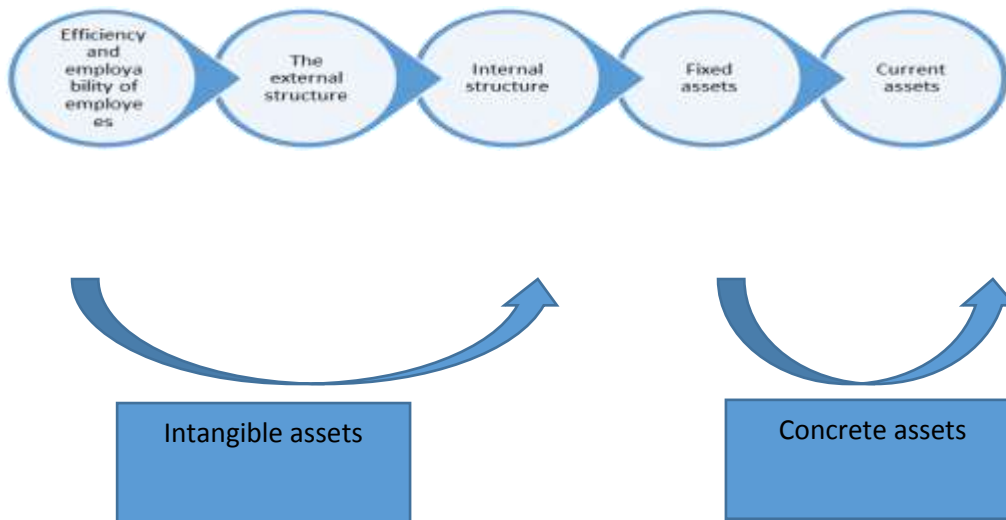 Efficiency
and
employa
bility of
employe
es
The
external
structure
Internal
structure
Fixed
assets
Current
assets
Intangible assets
Concrete assets